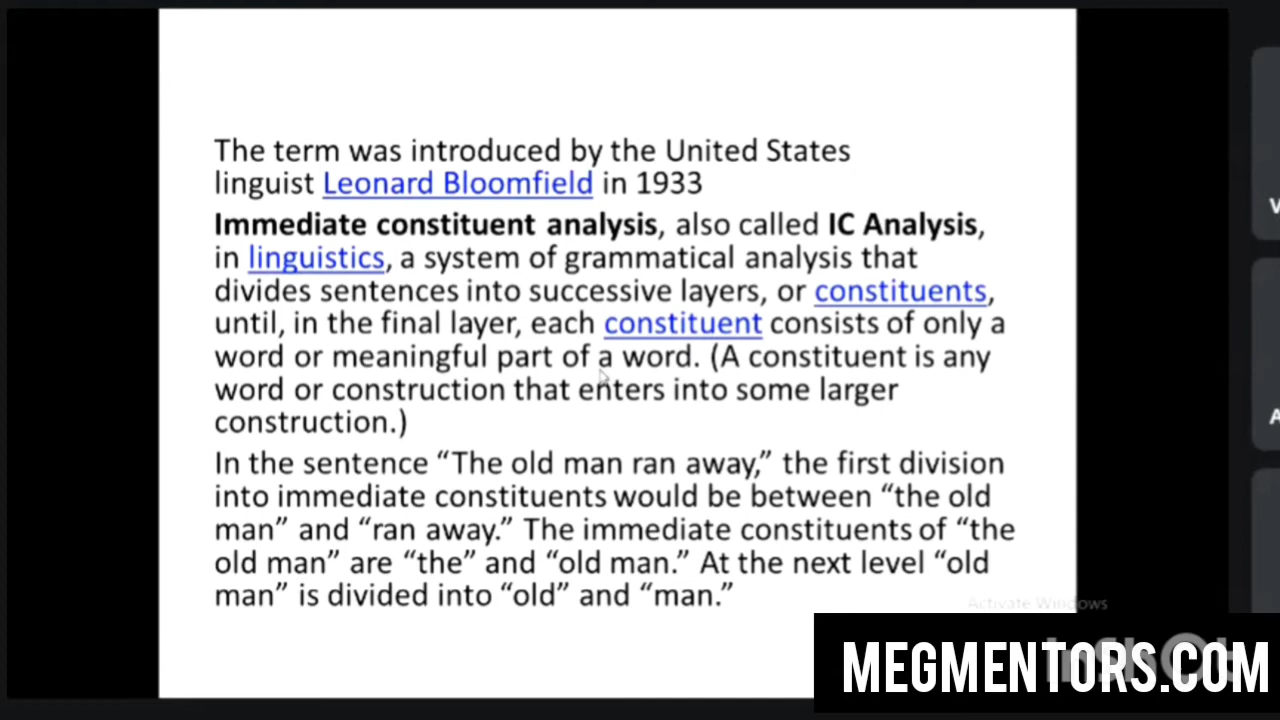 The term was introduced by the United States
linguist Leonard Bloomfield in 1933
Immediate constituent analysis, also called IC Analysis,
in linguistics, a system of grammatical analysis that
divides sentences into successive layers, or constituents,
until, in the final layer, each constituent consists of only a
word or meaningful part of a word. (A constituent is any
word or construction that enters into some larger
construction.)
In the sentence “The old man ran away,” the first division
into immediate constituents would be between “the old
man” and “ran away.” The immediate constituents of “the
old man” are “the” and “old man.” At the next level “old
man” is divided into “old” and “man.”
Activate Windows
MEGMENTORS.COM
V
A